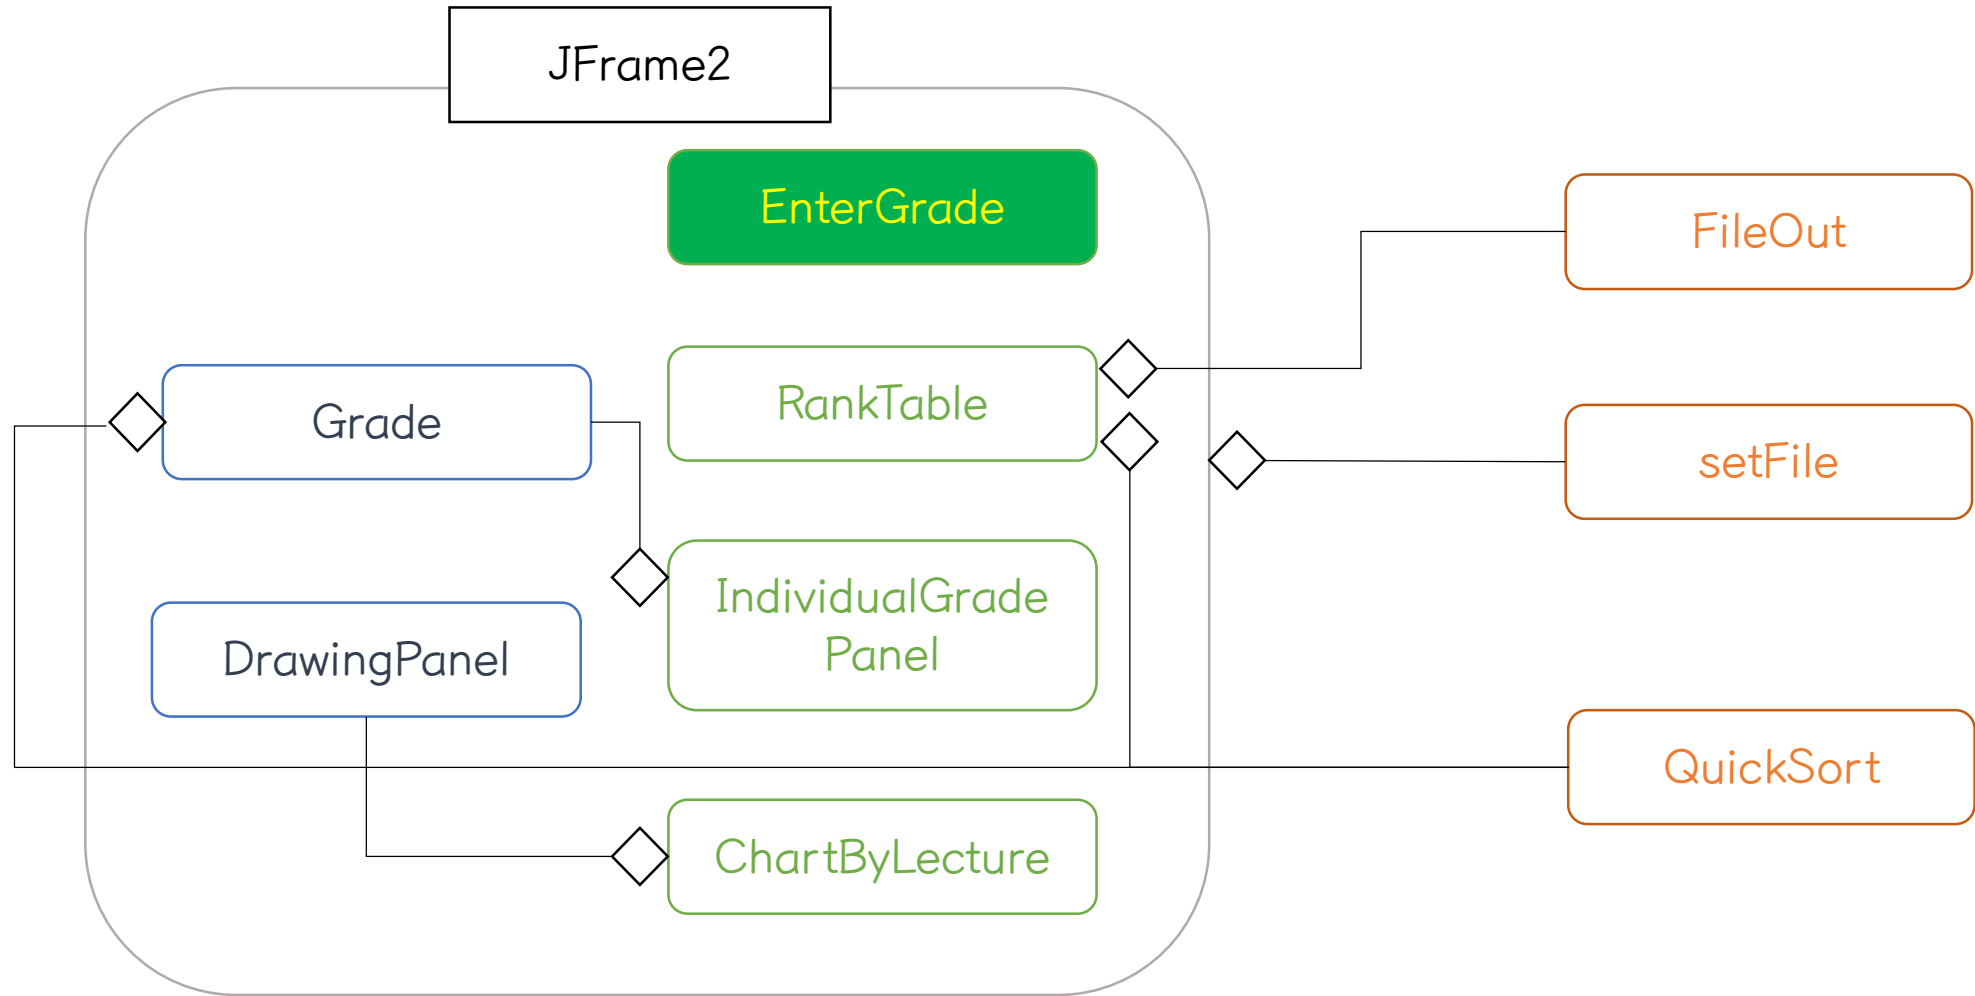 JFrame2
EnterGrade
FileOut
RankTable
Grade
setFile
IndividualGrade
Panel
DrawingPanel
QuickSort
ChartByLecture